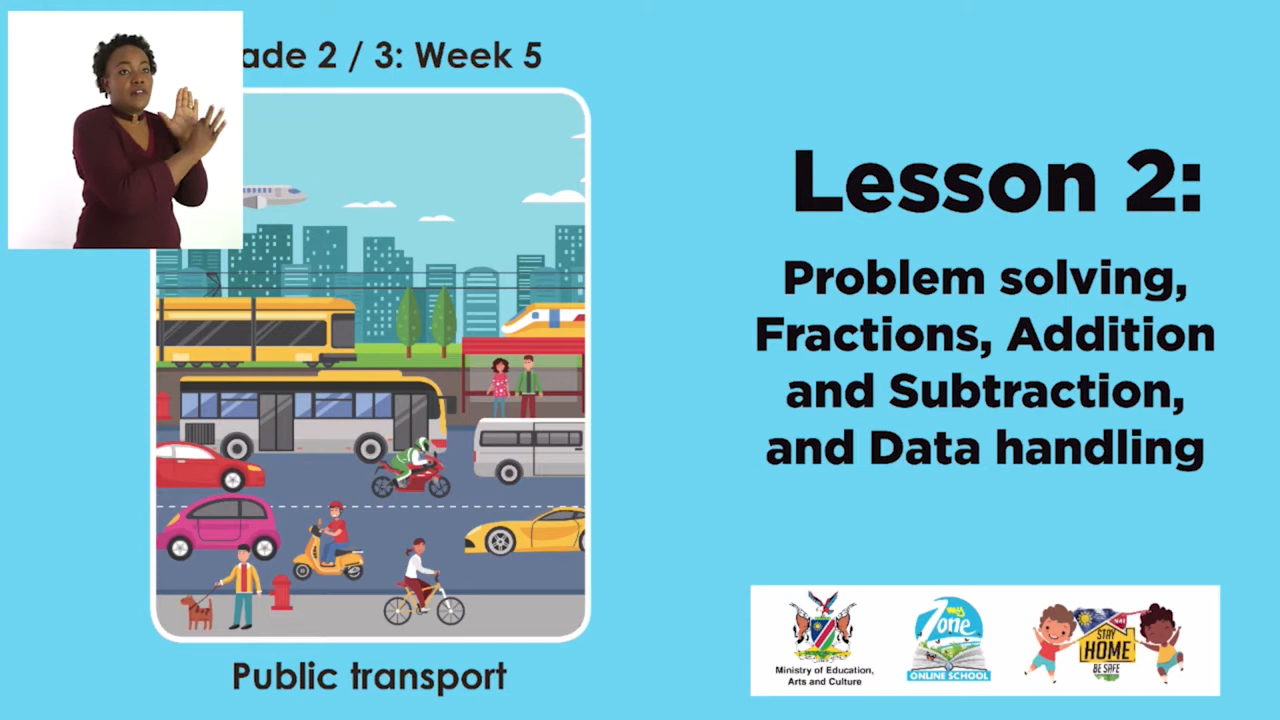 ade 2 / 3: Week 5
Lesson 2:
Problem solving,
Fractions, Addition
and Subtraction,
and Data handling
Public transport
Ministry of Education,
Arts and Culture
my
Zone
ONLINE SCHOOL
STAY
HOME
BE SAFE